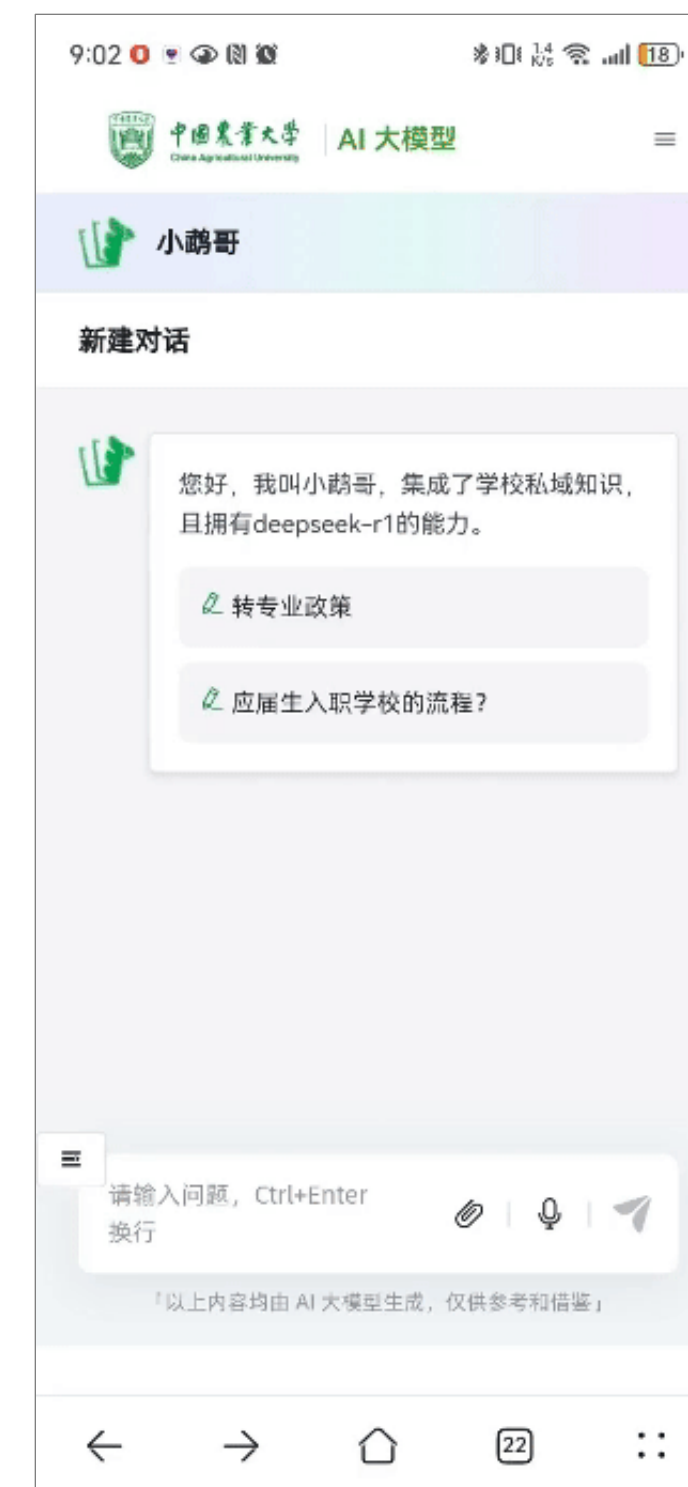 9:02
1.4
K/s
18
中国农业大学
China Agricultural University
AI 大模型
小鹉哥
新建对话
您好，我叫小鹉哥，集成了学校私域知识，
且拥有deepseek-r1的能力。
转专业政策
应届生入职学校的流程？
请输入问题，Ctrl+Enter
换行
「以上内容均由 AI 大模型生成，仅供参考和借鉴」
22